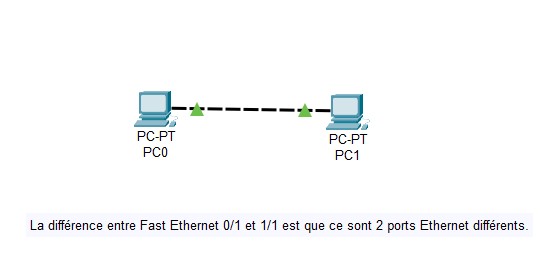 PC-PT
PC0
PC-PT
PC1
La différence entre Fast Ethernet 0/1 et 1/1 est que ce sont 2 ports Ethernet différents.